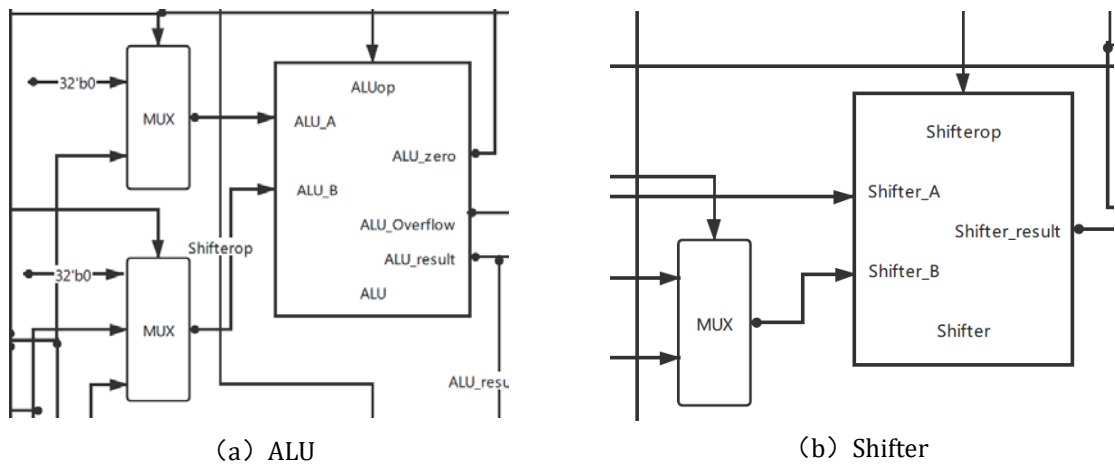 32'b0
MUX
ALUop
ALU_A
ALU_zero
ALU_B
ALU_Overflow
Shifterop
ALU_result
32'b0
ALU
MUX
ALU_resu
（a）ALU
Shifterop
Shifter_A
Shifter_result
Shifter_B
MUX
Shifter
（b）Shifter